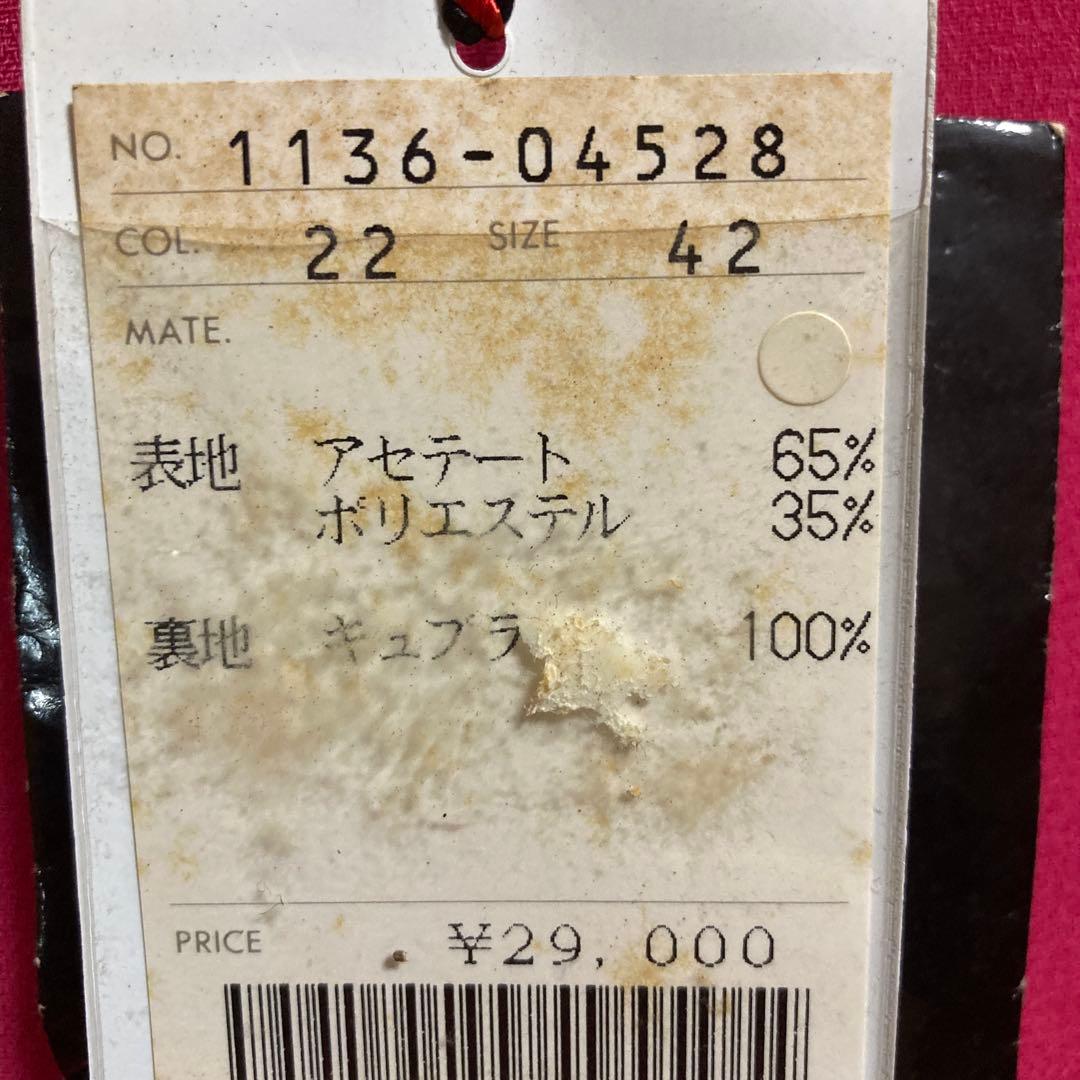 NO. 1136-04528
COL. 22 SIZE 42
MATE.
表地 アセテート 65%
ポリエステル 35%
裏地 キュプラ 100%
PRICE ¥29,000